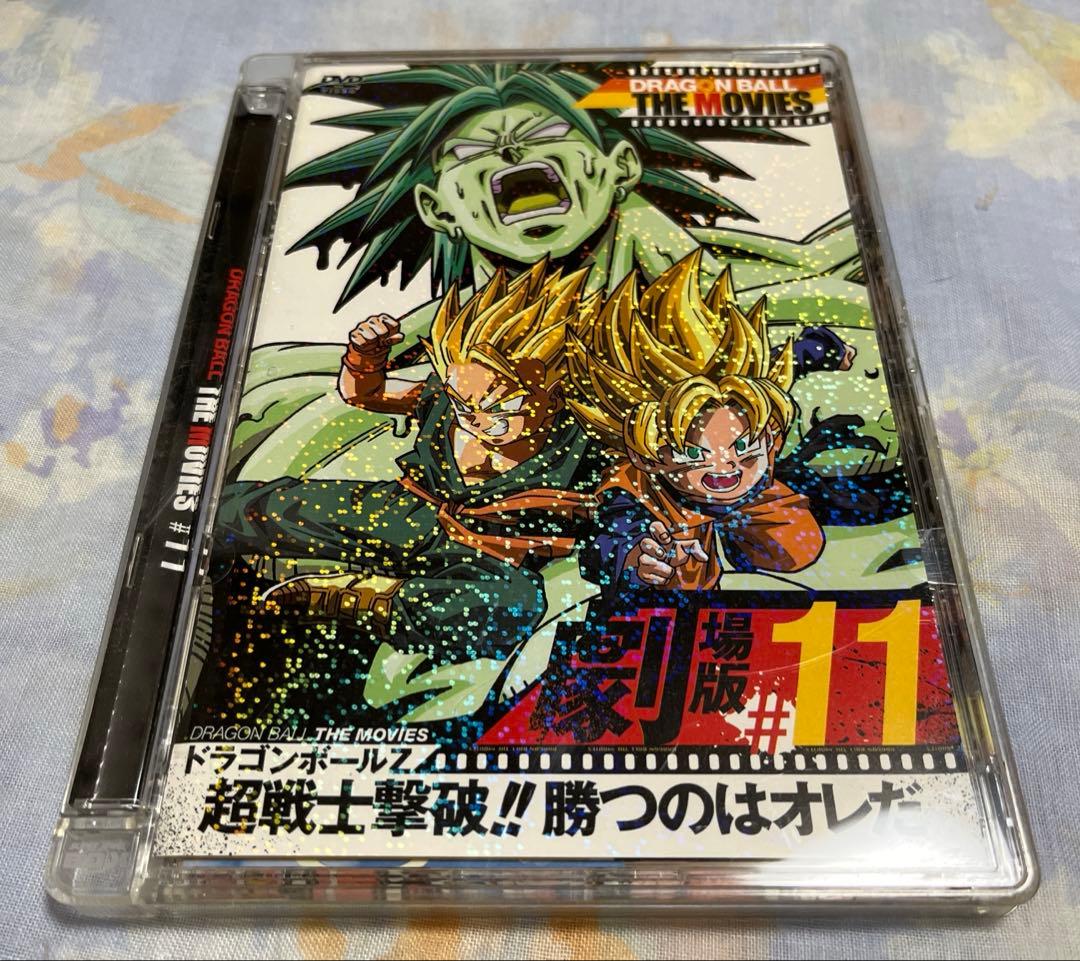 DVD
VIDEO
DRAGON BALL
THE MOVIES
DRAGON BALL THE MOVIES #11
劇場版 #11
DRAGON BALL THE MOVIES
ドラゴンボールZ
超戦士撃破!!勝つのはオレだ